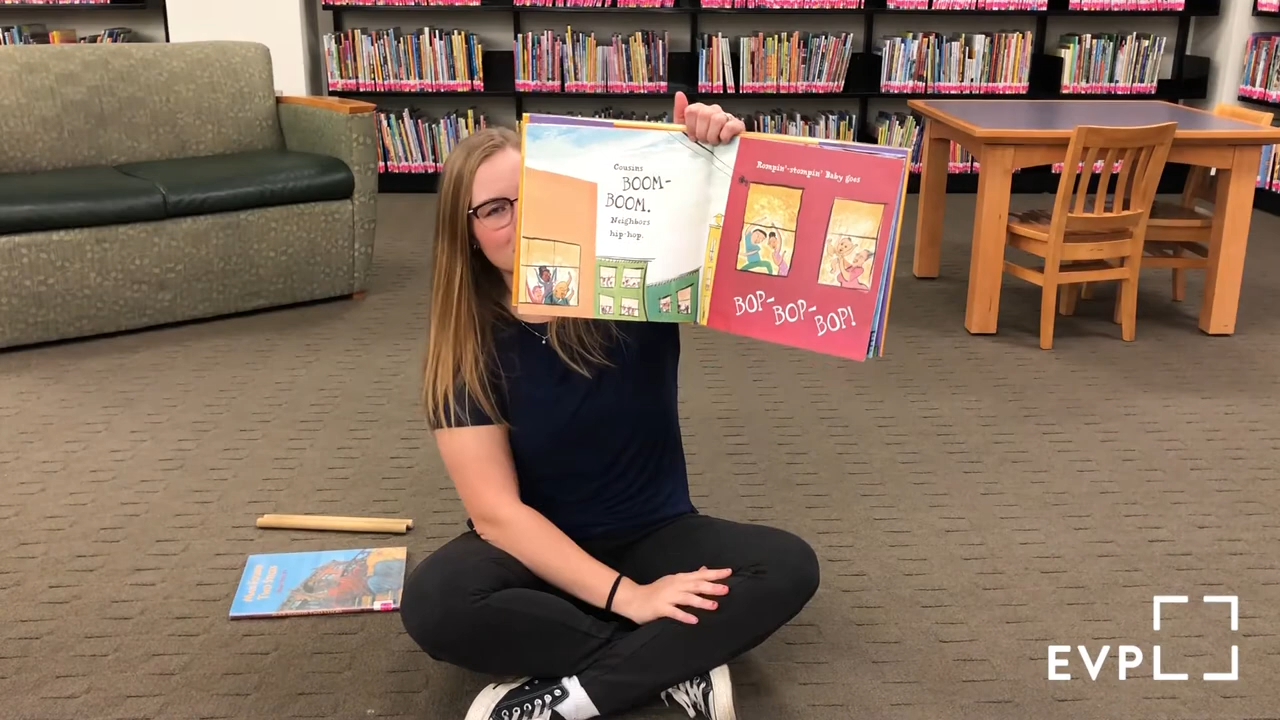 Cousins
BOOM-
BOOM.
Neighbors
hip-hop.
Rompin'-stompin' Baby goes
BOP-
BOP-
BOP!
EVPL